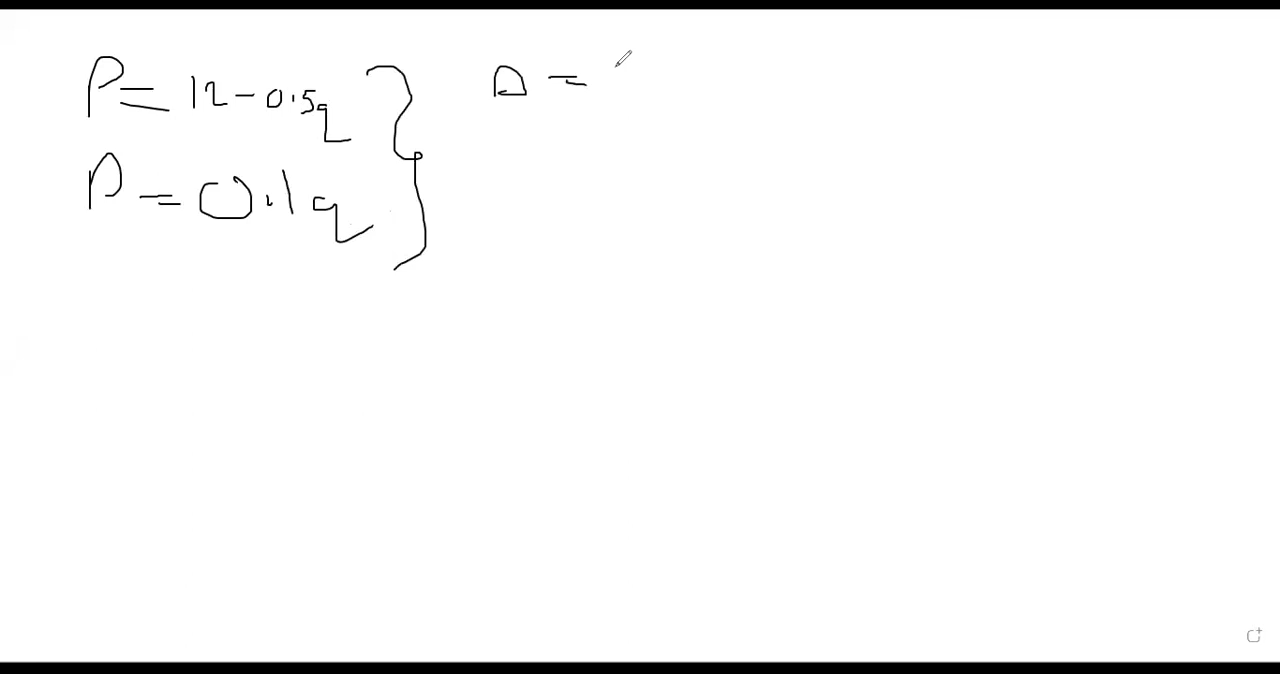 P = 12 - 0.5q
P = 0.1q
D =